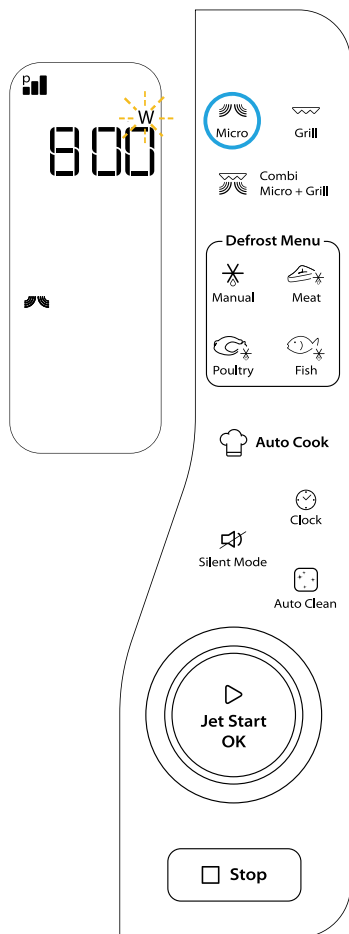 P
W
800
Micro
Grill
Combi
Micro + Grill
Defrost Menu
Manual
Meat
Poultry
Fish
Auto Cook
Clock
Silent Mode
Auto Clean
Jet Start
OK
Stop